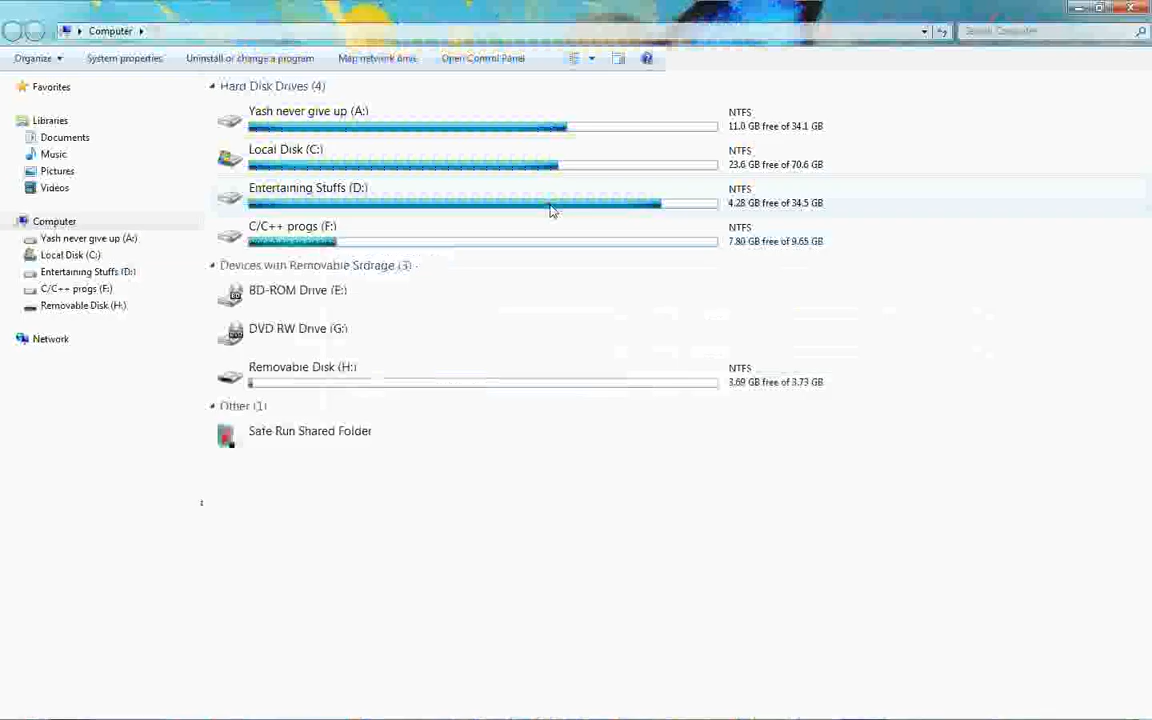 Computer
Search Computer
Organize
System properties
Uninstall or change a program
Map network drive
Open Control Panel
Favorites
Libraries
Documents
Music
Pictures
Videos
Computer
Yash never give up (A:)
Local Disk (C:)
Entertaining Stuffs (D:)
C/C++ progs (F:)
Removable Disk (H:)
Network
Hard Disk Drives (4)
Yash never give up (A:)
NTFS
11.0 GB free of 34.1 GB
Local Disk (C:)
NTFS
23.6 GB free of 70.6 GB
Entertaining Stuffs (D:)
NTFS
4.28 GB free of 34.5 GB
C/C++ progs (F:)
NTFS
7.80 GB free of 9.65 GB
Devices with Removable Storage (3)
BD-ROM Drive (E:)
DVD RW Drive (G:)
Removable Disk (H:)
NTFS
3.69 GB free of 3.73 GB
Other (1)
Safe Run Shared Folder